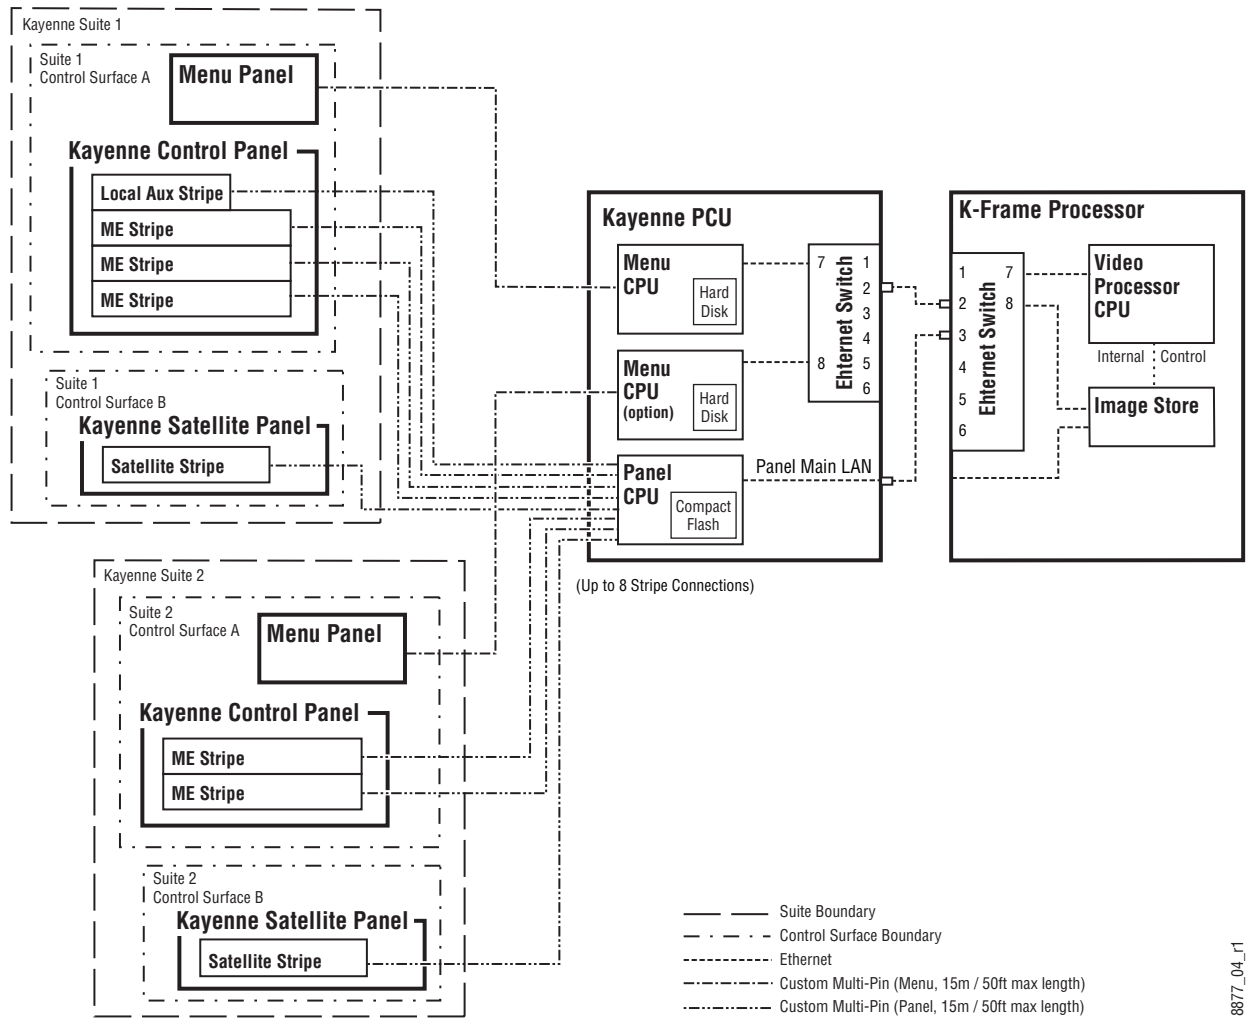 Kayenne Suite 1
Suite 1
Control Surface A
Menu Panel
Kayenne Control Panel
Local Aux Stripe
ME Stripe
ME Stripe
ME Stripe
Suite 1
Control Surface B
Kayenne Satellite Panel
Satellite Stripe
Kayenne Suite 2
Suite 2
Control Surface A
Menu Panel
Kayenne Control Panel
ME Stripe
ME Stripe
Suite 2
Control Surface B
Kayenne Satellite Panel
Satellite Stripe
Kayenne PCU
Menu
CPU
Hard
Disk
Menu
CPU
(option)
Hard
Disk
Panel
CPU
Compact
Flash
Panel Main LAN
7
8
Ehternet Switch
1
2
3
4
5
6
(Up to 8 Stripe Connections)
K-Frame Processor
1
2
3
4
5
6
Ehternet Switch
7
8
Video
Processor
CPU
Internal
Control
Image Store
Suite Boundary
Control Surface Boundary
Ethernet
Custom Multi-Pin (Menu, 15m / 50ft max length)
Custom Multi-Pin (Panel, 15m / 50ft max length)
8877_04_r1